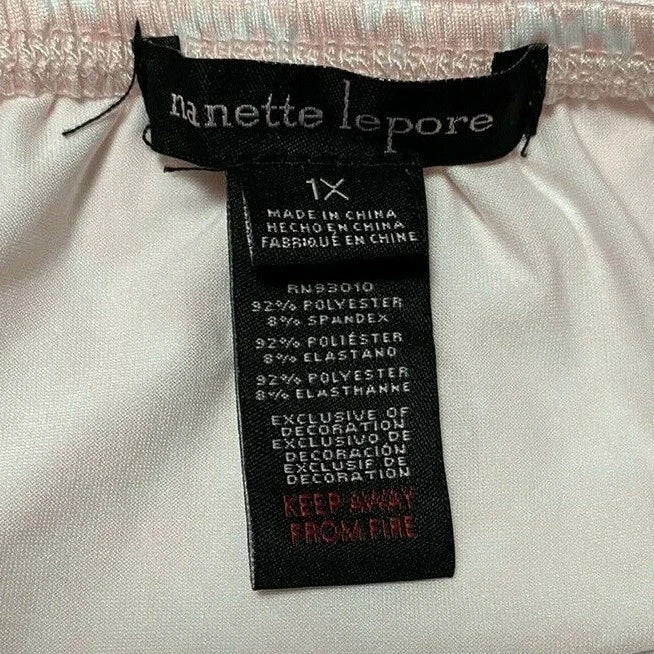 nanette lepore
1X
MADE IN CHINA
HECHO EN CHINA
FABRIQUÉ EN CHINE
RN93010
92% POLYESTER
8% SPANDEX
92% POLIÉSTER
8% ELASTANO
92% POLYESTER
8% ELASTHANNE
EXCLUSIVE OF
DECORATION
EXCLUSIVO DE
DECORACIÓN
EXCLUSIF DE
DECORATION
KEEP AWAY
FROM FIRE